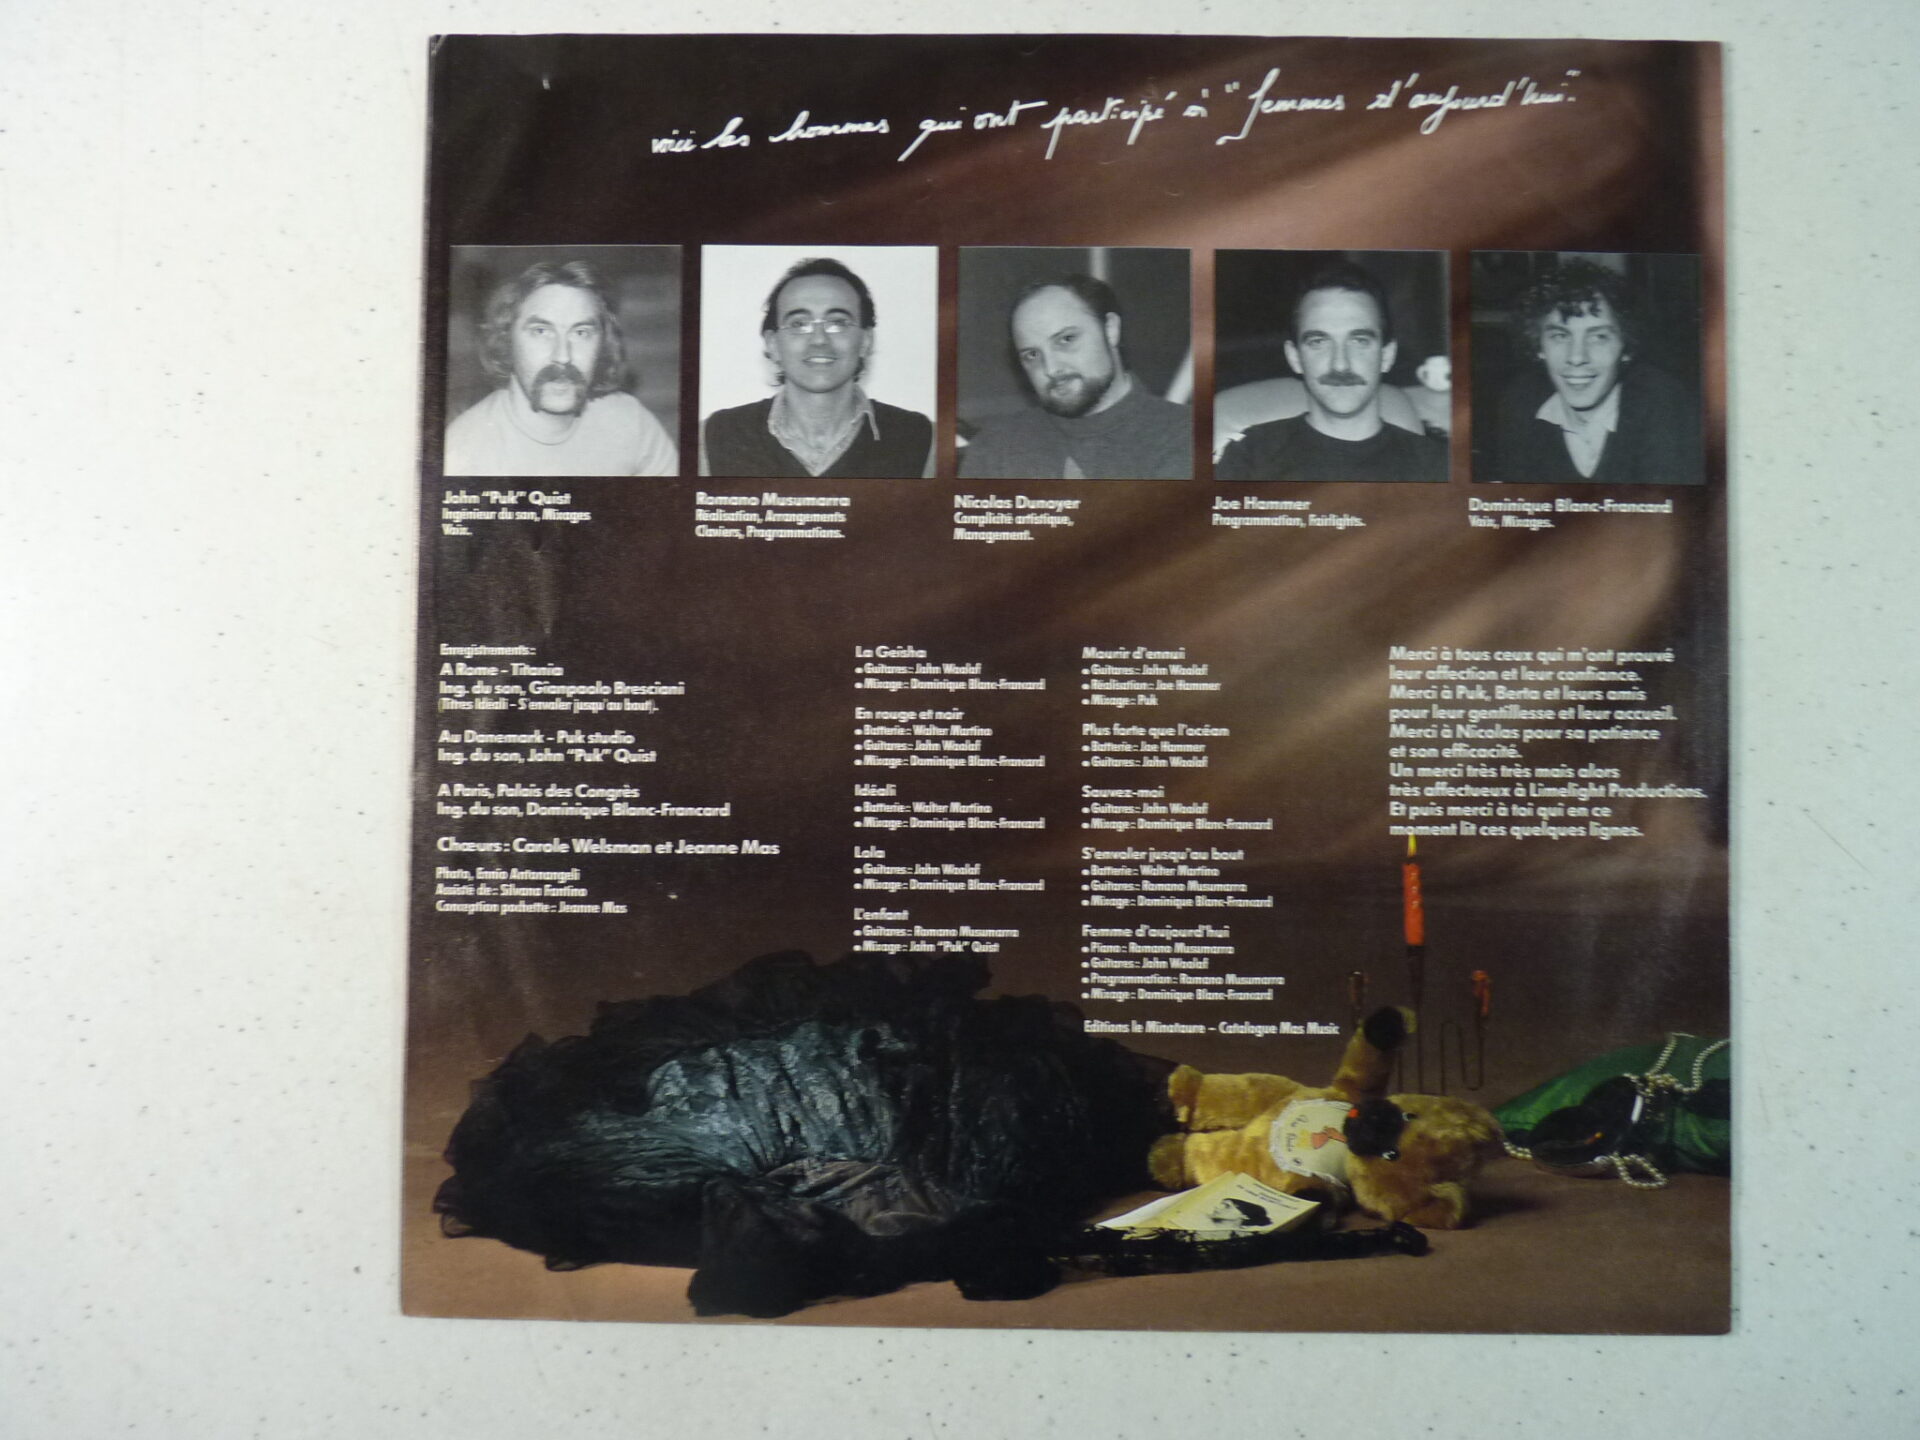 voici les hommes qui ont participé à "femmes d'aujourd'hui."
John "Puk" Quist
Ingénieur du son, Mixages
Voix.
Romano Musumarra
Réalisation, Arrangements
Claviers, Programmations.
Nicolas Dunoyer
Complicité artistique,
Management.
Joe Hammer
Programmation, Fairlights.
Dominique Blanc-Francard
Voix, Mixages.
Enregistrements :
A Rome - Titania
Ing. du son, Gianpaolo Bresciani
(Titres Idéali - S'envoler jusqu'au bout).
Au Danemark - Puk studio
Ing. du son, John "Puk" Quist
A Paris, Palais des Congrès
Ing. du son, Dominique Blanc-Francard
Chœurs : Carole Welsman et Jeanne Mas
Photo, Ennio Antonangeli
Assisté de : Silvana Fantino
Conception pochette : Jeanne Mas
La Geisha
• Guitares : John Woolof
• Mixage : Dominique Blanc-Francard
En rouge et noir
• Batterie : Walter Martino
• Guitares : John Woolof
• Mixage : Dominique Blanc-Francard
Idéali
• Batterie : Walter Martino
• Mixage : Dominique Blanc-Francard
Lola
• Guitares : John Woolof
• Mixage : Dominique Blanc-Francard
L'enfant
• Guitares : Romano Musumarra
• Mixage : John "Puk" Quist
Mourir d'ennui
• Guitares : John Woolof
• Réalisation : Joe Hammer
• Mixage : Puk
Plus forte que l'océan
• Batterie : Joe Hammer
• Guitares : John Woolof
Sauvez-moi
• Guitares : John Woolof
• Mixage : Dominique Blanc-Francard
S'envoler jusqu'au bout
• Batterie : Walter Martino
• Guitares : Romano Musumarra
• Mixage : Dominique Blanc-Francard
Femme d'aujourd'hui
• Piano : Romano Musumarra
• Guitares : John Woolof
• Programmation : Romano Musumarra
• Mixage : Dominique Blanc-Francard
Editions le Minotaure - Catalogue Mas Music
Merci à tous ceux qui m'ont prouvé
leur affection et leur confiance.
Merci à Puk, Berta et leurs amis
pour leur gentillesse et leur accueil.
Merci à Nicolas pour sa patience
et son efficacité.
Un merci très très mais alors
très affectueux à Limelight Productions.
Et puis merci à toi qui en ce
moment lit ces quelques lignes.